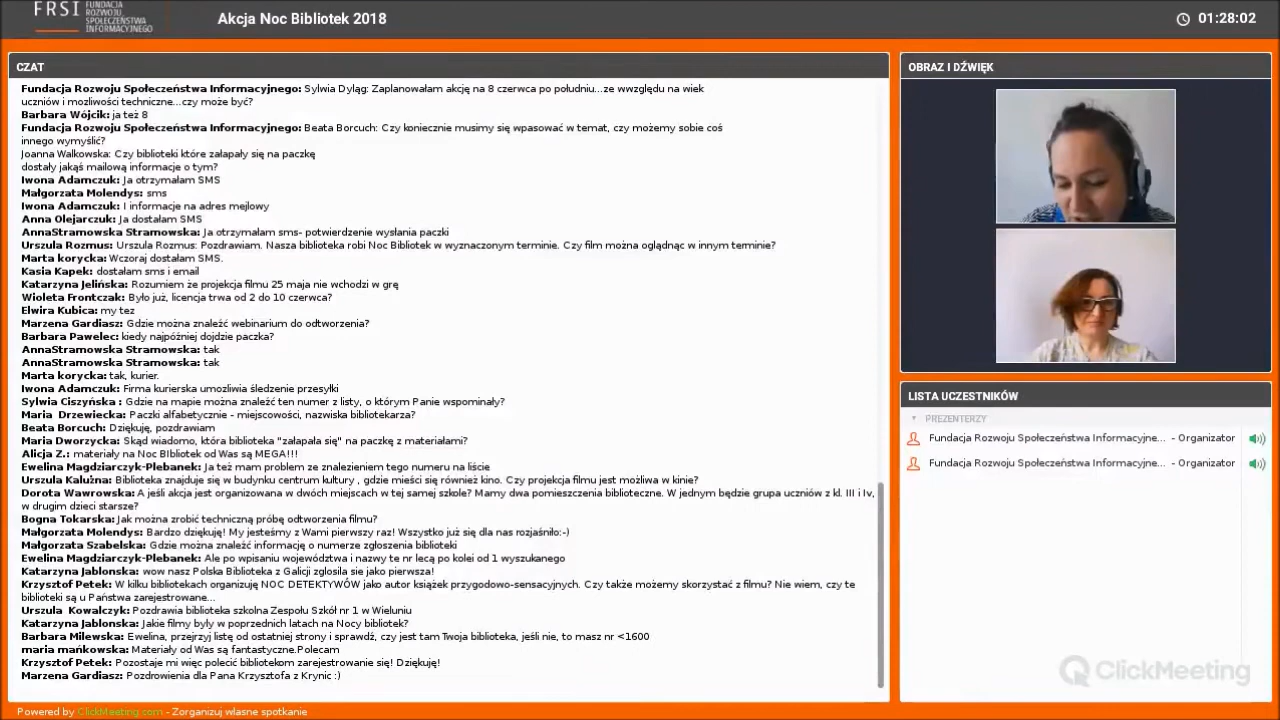 FRSI
FUNDACJA
ROZWOJU
SPOŁECZEŃSTWA
INFORMACYJNEGO
Akcja Noc Bibliotek 2018
01:28:02
CZAT
Fundacja Rozwoju Społeczeństwa Informacyjnego: Sylwia Dyląg: Zaplanowałam akcję na 8 czerwca po południu...ze wwzględu na wiek
uczniów i mozliwości techniczne...czy może być?
Barbara Wójcik: ja też 8
Fundacja Rozwoju Społeczeństwa Informacyjnego: Beata Borcuch: Czy koniecznie musimy się wpasować w temat, czy możemy sobie coś
innego wymyślić?
Joanna Walkowska: Czy biblioteki które załapały się na paczkę
dostały jakąś mailową informacje o tym?
Iwona Adamczuk: Ja otrzymałam SMS
Małgorzata Molendys: sms
Iwona Adamczuk: I informacje na adres mejlowy
Anna Olejarczuk: Ja dostałam SMS
AnnaStramowska Stramowska: Ja otrzymałam sms- potwierdzenie wysłania paczki
Urszula Rozmus: Urszula Rozmus: Pozdrawiam. Nasza biblioteka robi Noc Bibliotek w wyznaczonym terminie. Czy film można oglądnąc w innym terminie?
Marta korycka: Wczoraj dostałam SMS.
Kasia Kapek: dostałam sms i email
Katarzyna Jelińska: Rozumiem że projekcja filmu 25 maja nie wchodzi w grę
Wioleta Frontczak: Było już, licencja trwa od 2 do 10 czerwca?
Elwira Kubica: my tez
Marzena Gardiasz: Gdzie można znaleźć webinarium do odtworzenia?
Barbara Pawelec: kiedy najpóżniej dojdzie paczka?
AnnaStramowska Stramowska: tak
AnnaStramowska Stramowska: tak
Marta korycka: tak, kurier.
Iwona Adamczuk: Firma kurierska umozliwia śledzenie przesyłki
Sylwia Ciszyńska : Gdzie na mapie można znaleźć ten numer z listy, o którym Panie wspominały?
Maria Drzewiecka: Paczki alfabetycznie - miejscowości, nazwiska bibliotekarza?
Beata Borcuch: Dziękuję, pozdrawiam
Maria Dworzycka: Skąd wiadomo, która biblioteka "załapała się" na paczkę z materiałami?
Alicja Z.: materiały na Noc BIbliotek od Was są MEGA!!!
Ewelina Magdziarczyk-Plebanek: Ja też mam problem ze znalezieniem tego numeru na liście
Urszula Kalużna: Biblioteka znajduje się w budynku centrum kultury , gdzie mieści się również kino. Czy projekcja filmu jest możliwa w kinie?
Dorota Wawrowska: A jeśli akcja jest organizowana w dwóch miejscach w tej samej szkole? Mamy dwa pomieszczenia biblioteczne. W jednym będzie grupa uczniów z kl. III i Iv,
w drugim dzieci starsze?
Bogna Tokarska: Jak można zrobić techniczną próbę odtworzenia filmu?
Małgorzata Molendys: Bardzo dziękuję! My jesteśmy z Wami pierwszy raz! Wszystko już się dla nas rozjaśniło:-)
Małgorzata Szabelska: Gdzie można znaleźć informację o numerze zgłoszenia biblioteki
Ewelina Magdziarczyk-Plebanek: Ale po wpisaniu województwa i nazwy te nr lecą po kolei od 1 wyszukanego
Katarzyna Jablonska: wow nasz Polska Biblioteka z Galicji zglosila sie jako pierwsza!
Krzysztof Petek: W kilku bibliotekach organizuję NOC DETEKTYWÓW jako autor książek przygodowo-sensacyjnych. Czy także możemy skorzystać z filmu? Nie wiem, czy te
biblioteki są u Państwa zarejestrowane...
Urszula Kowalczyk: Pozdrawia biblioteka szkolna Zespołu Szkół nr 1 w Wieluniu
Katarzyna Jablonska: Jakie filmy były w poprzednich latach na Nocy bibliotek?
Barbara Milewska: Ewelina, przejrzyj listę od ostatniej strony i sprawdź, czy jest tam Twoja biblioteka, jeśli nie, to masz nr <1600
maria mańkowska: Materiały od Was są fantastyczne.Polecam
Krzysztof Petek: Pozostaje mi więc polecić bibliotekom zarejestrowanie się! Dziękuję!
Marzena Gardiasz: Pozdrowienia dla Pana Krzysztofa z Krynic :)
OBRAZ I DŹWIĘK
LISTA UCZESTNIKÓW
PREZENTERZY
Fundacja Rozwoju Społeczeństwa Informacyjne... - Organizator
Fundacja Rozwoju Społeczeństwa Informacyjne... - Organizator
ClickMeeting
Powered by ClickMeeting.com - Zorganizuj własne spotkanie